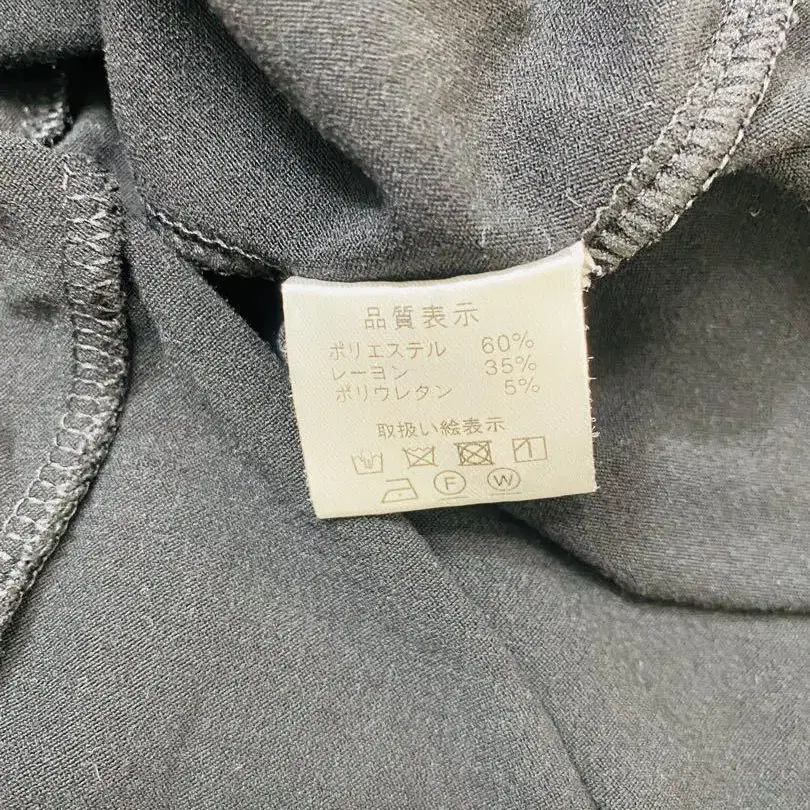 品質表示
ポリエステル 60%
レーヨン 35%
ポリウレタン 5%
取扱い絵表示
F W